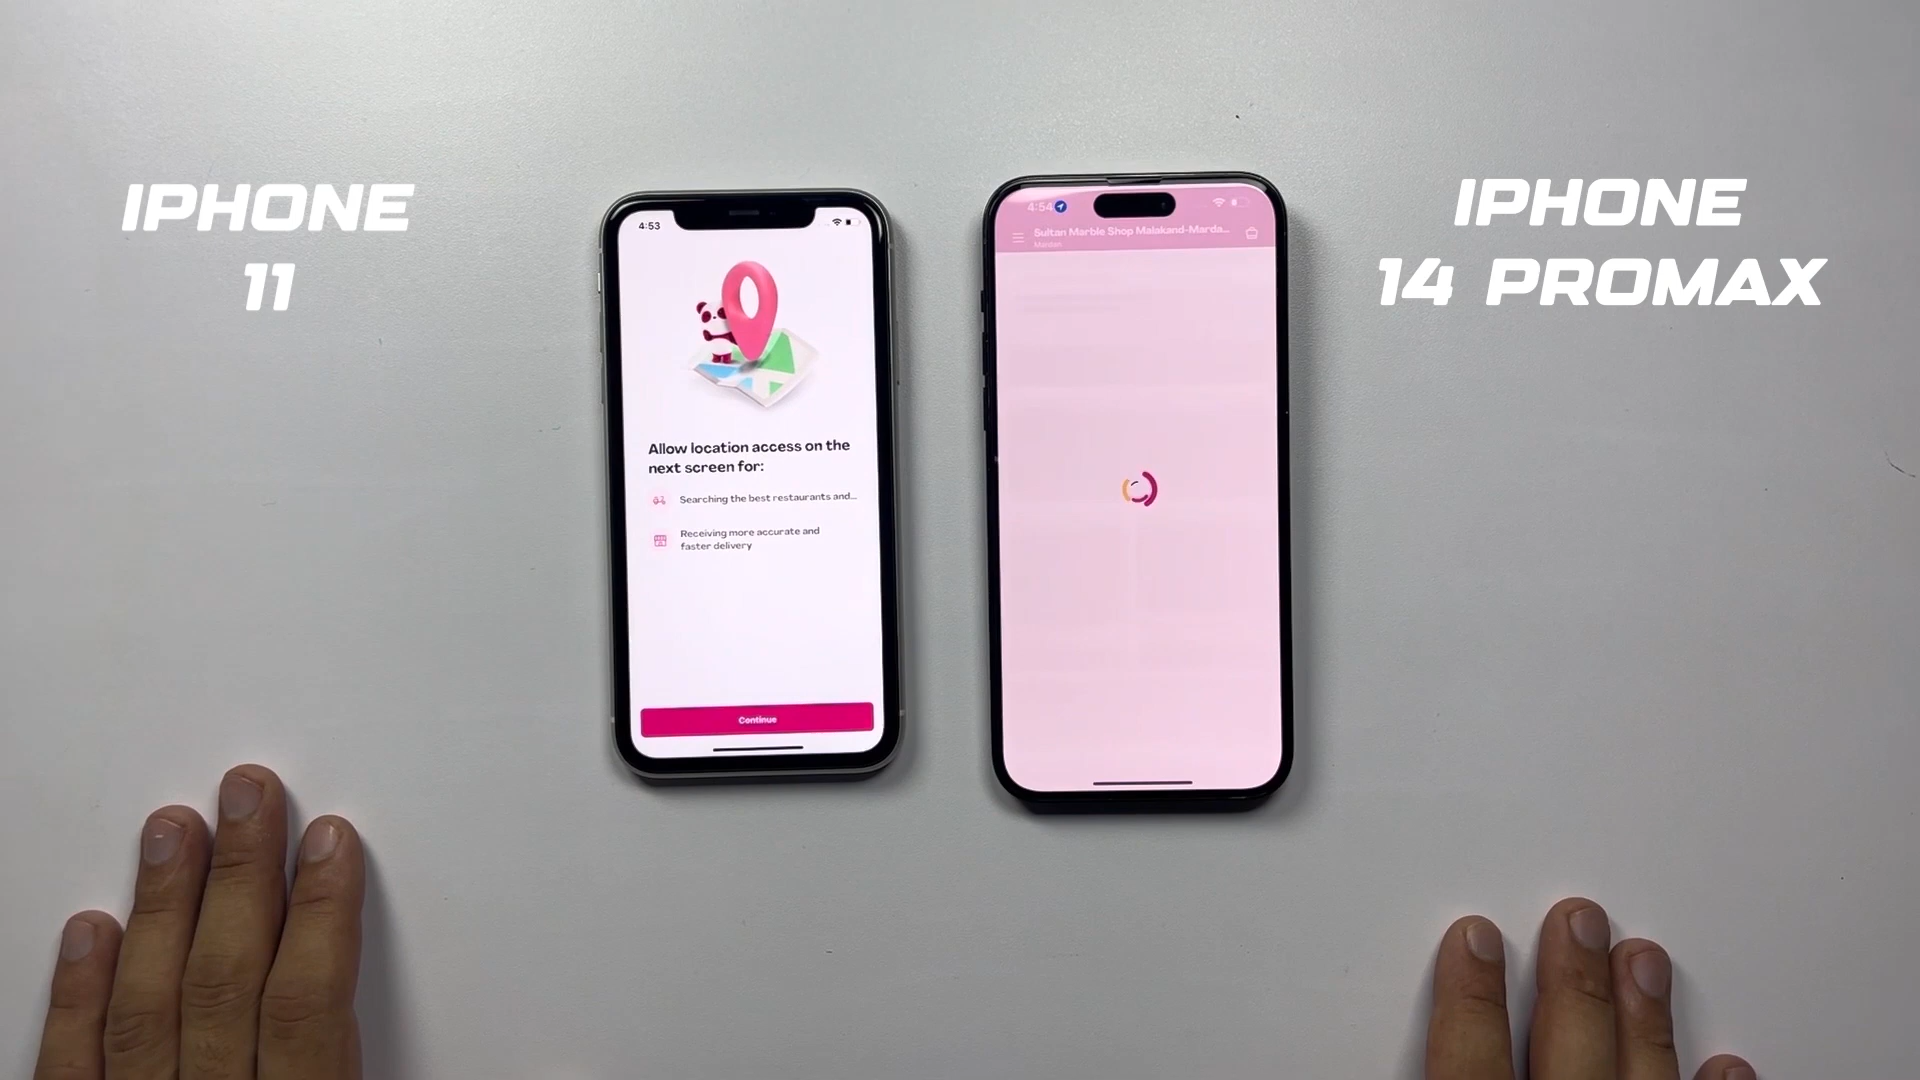 IPHONE
11
IPHONE
14 PROMAX
4:53
Allow location access on the
next screen for:
Searching the best restaurants and...
Receiving more accurate and
faster delivery
Continue
4:54
Sultan Marble Shop Malakand-Marda...
Mardan